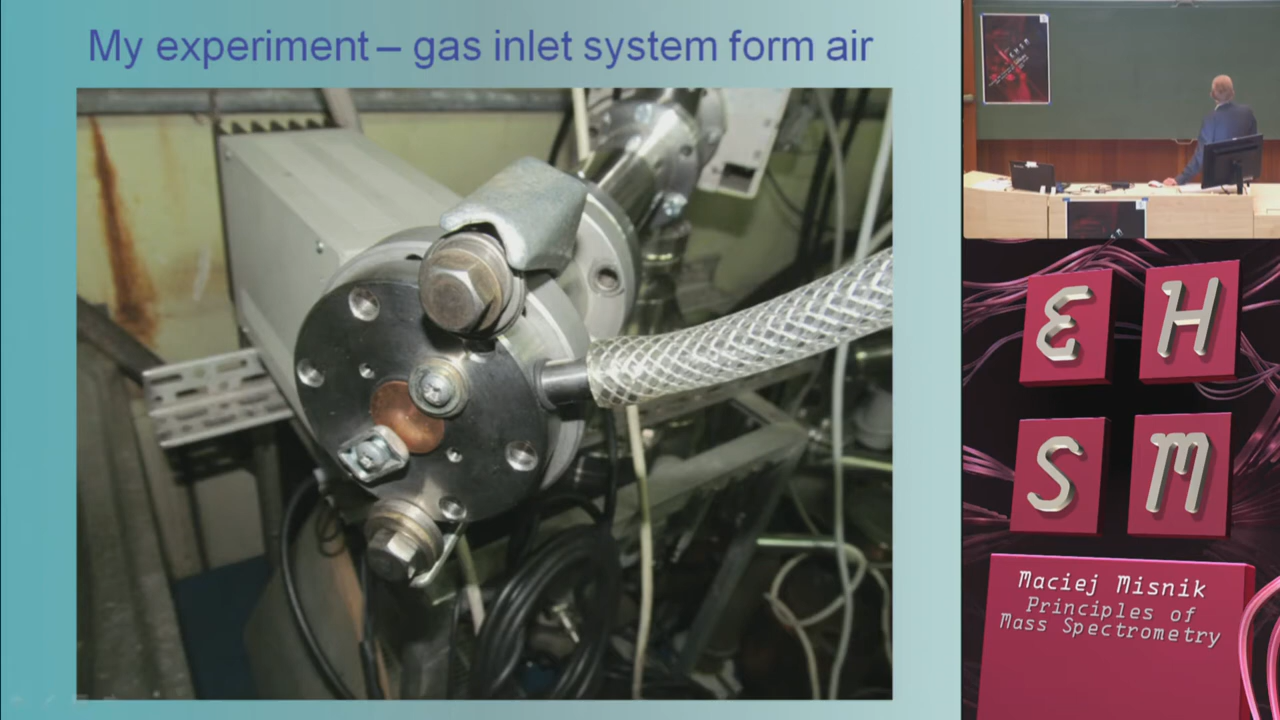 My experiment – gas inlet system form air
E H
S M
Maciej Misnik
Principles of
Mass Spectrometry